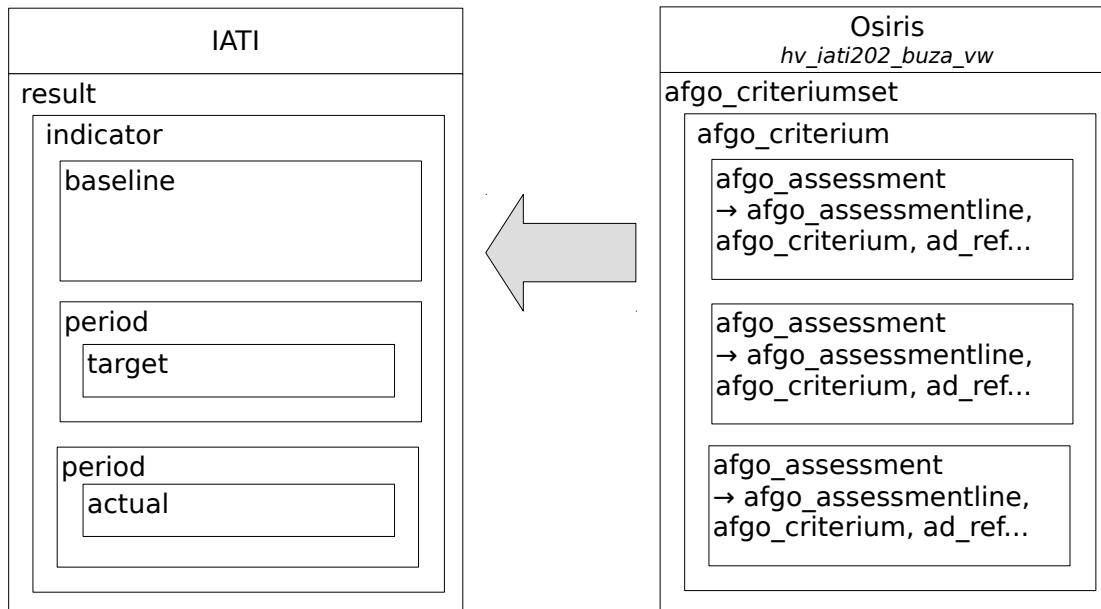 IATI
result
indicator
baseline
period
target
period
actual
Osiris
hv_iati202_buza_vw
afgo_criteriumset
afgo_criterium
afgo_assessment
→ afgo_assessmentline,
afgo_criterium, ad_ref...
afgo_assessment
→ afgo_assessmentline,
afgo_criterium, ad_ref...
afgo_assessment
→ afgo_assessmentline,
afgo_criterium, ad_ref...